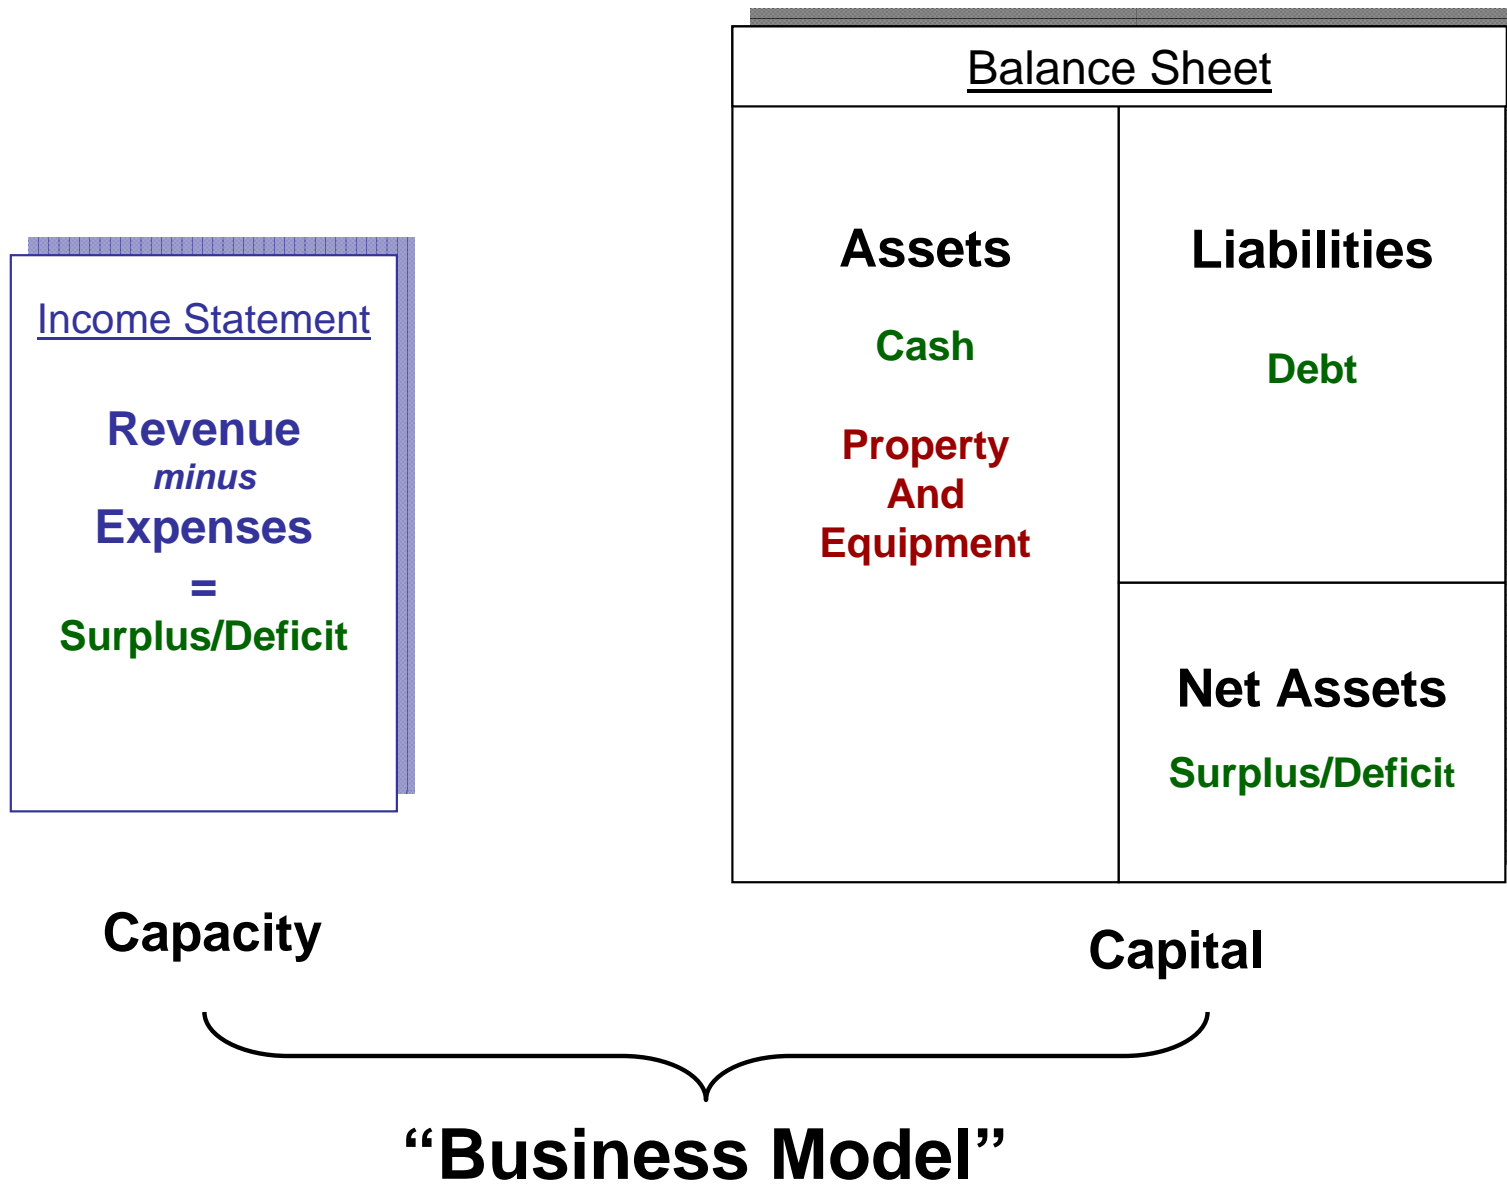 Income Statement
Revenue
minus
Expenses
=
Surplus/Deficit
Capacity
Balance Sheet
Assets
Cash
Property
And
Equipment
Liabilities
Debt
Net Assets
Surplus/Deficit
Capital
“Business Model”